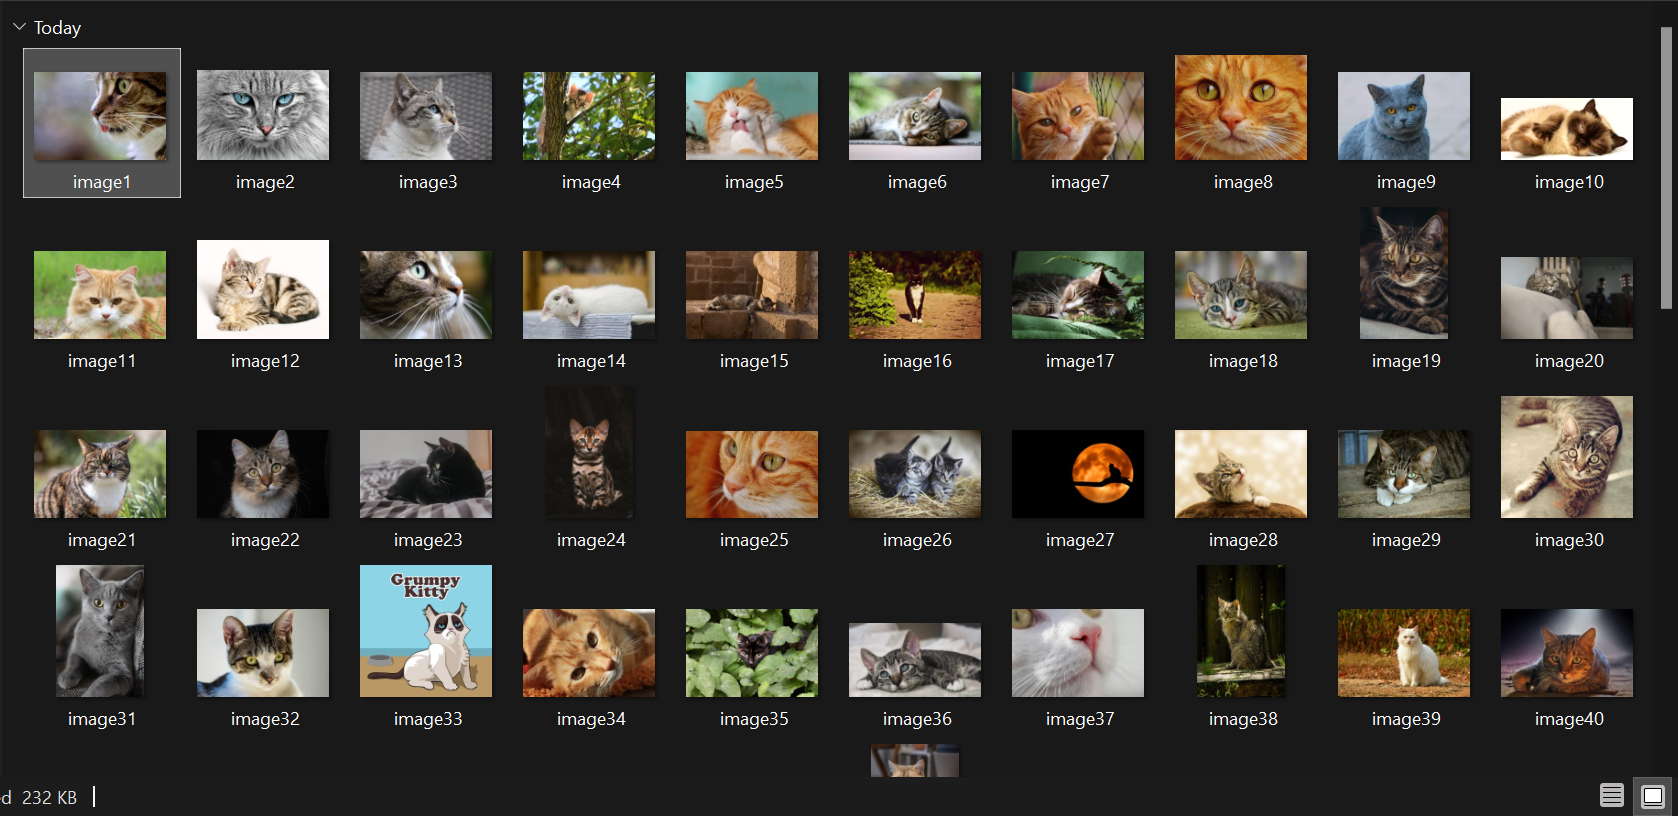 Today
image1 image2 image3 image4 image5 image6 image7 image8 image9 image10
image11 image12 image13 image14 image15 image16 image17 image18 image19 image20
image21 image22 image23 image24 image25 image26 image27 image28 image29 image30
Grumpy
Kitty
image31 image32 image33 image34 image35 image36 image37 image38 image39 image40
d 232 KB